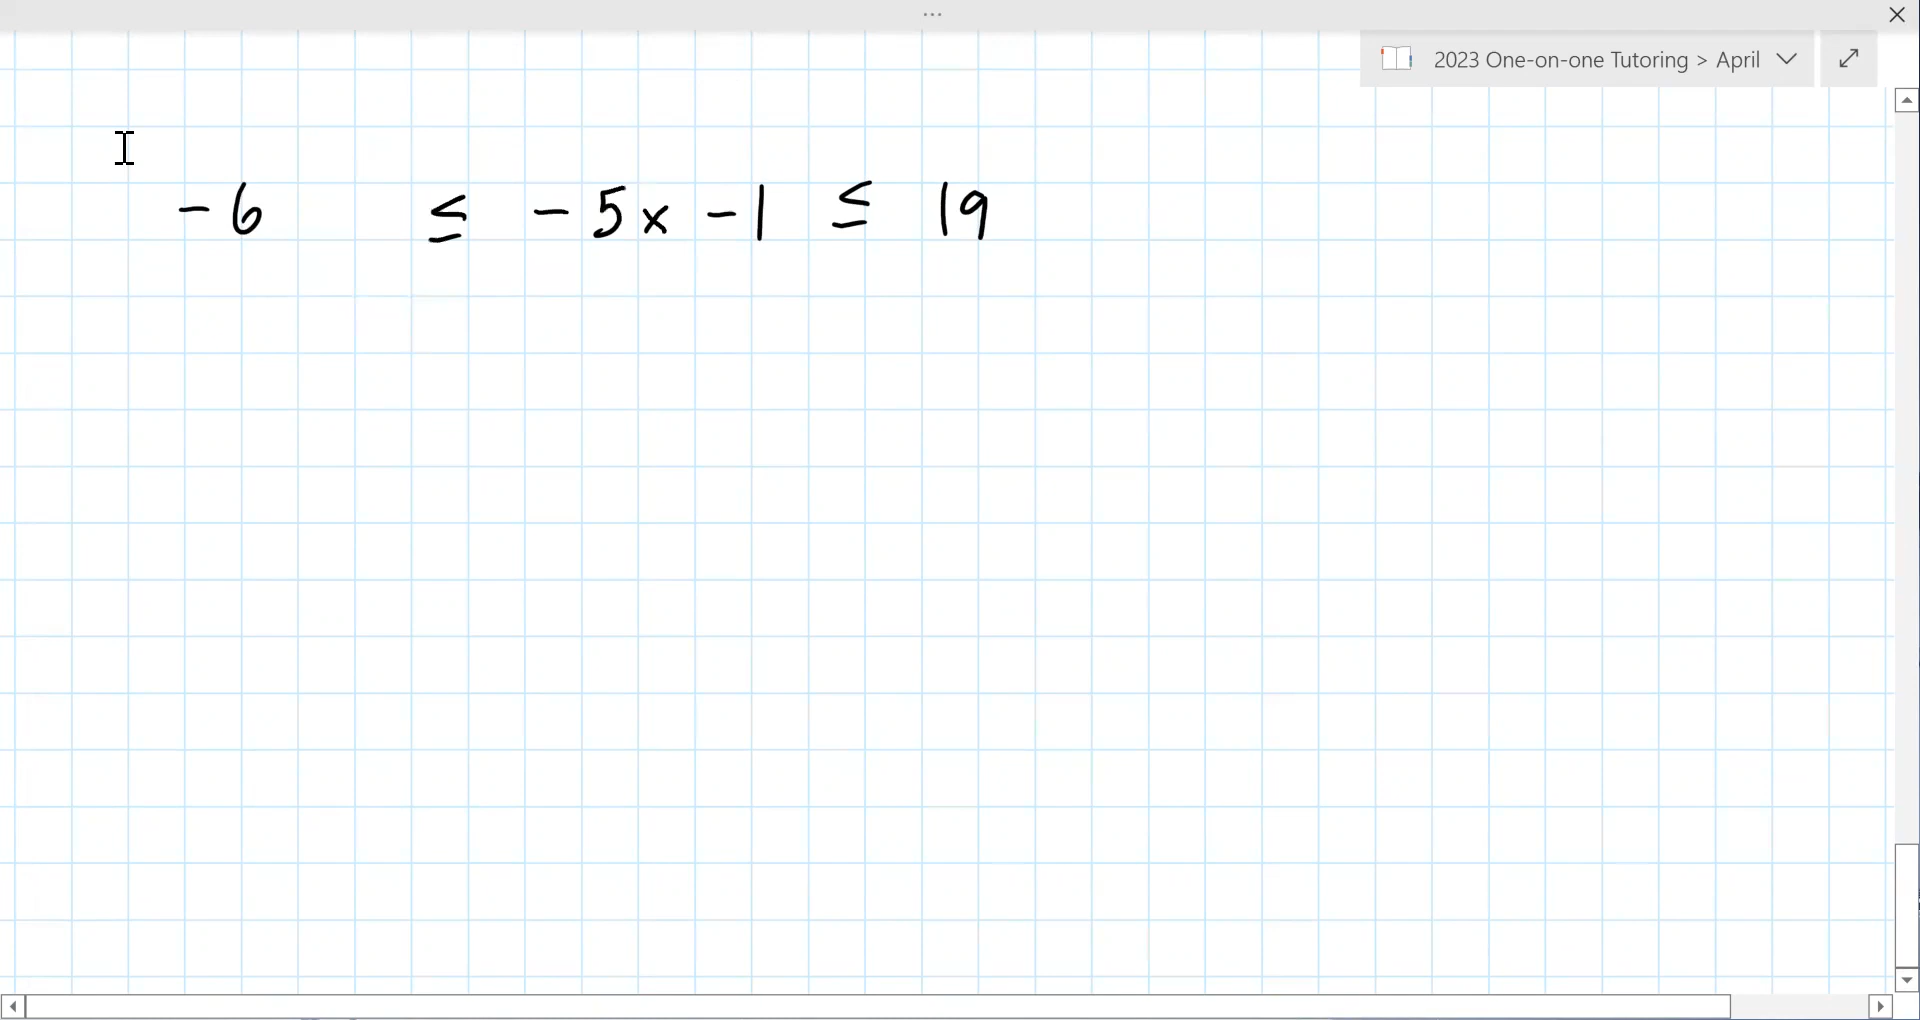 ...
2023 One-on-one Tutoring > April
-6 ≤ -5x -1 ≤ 19